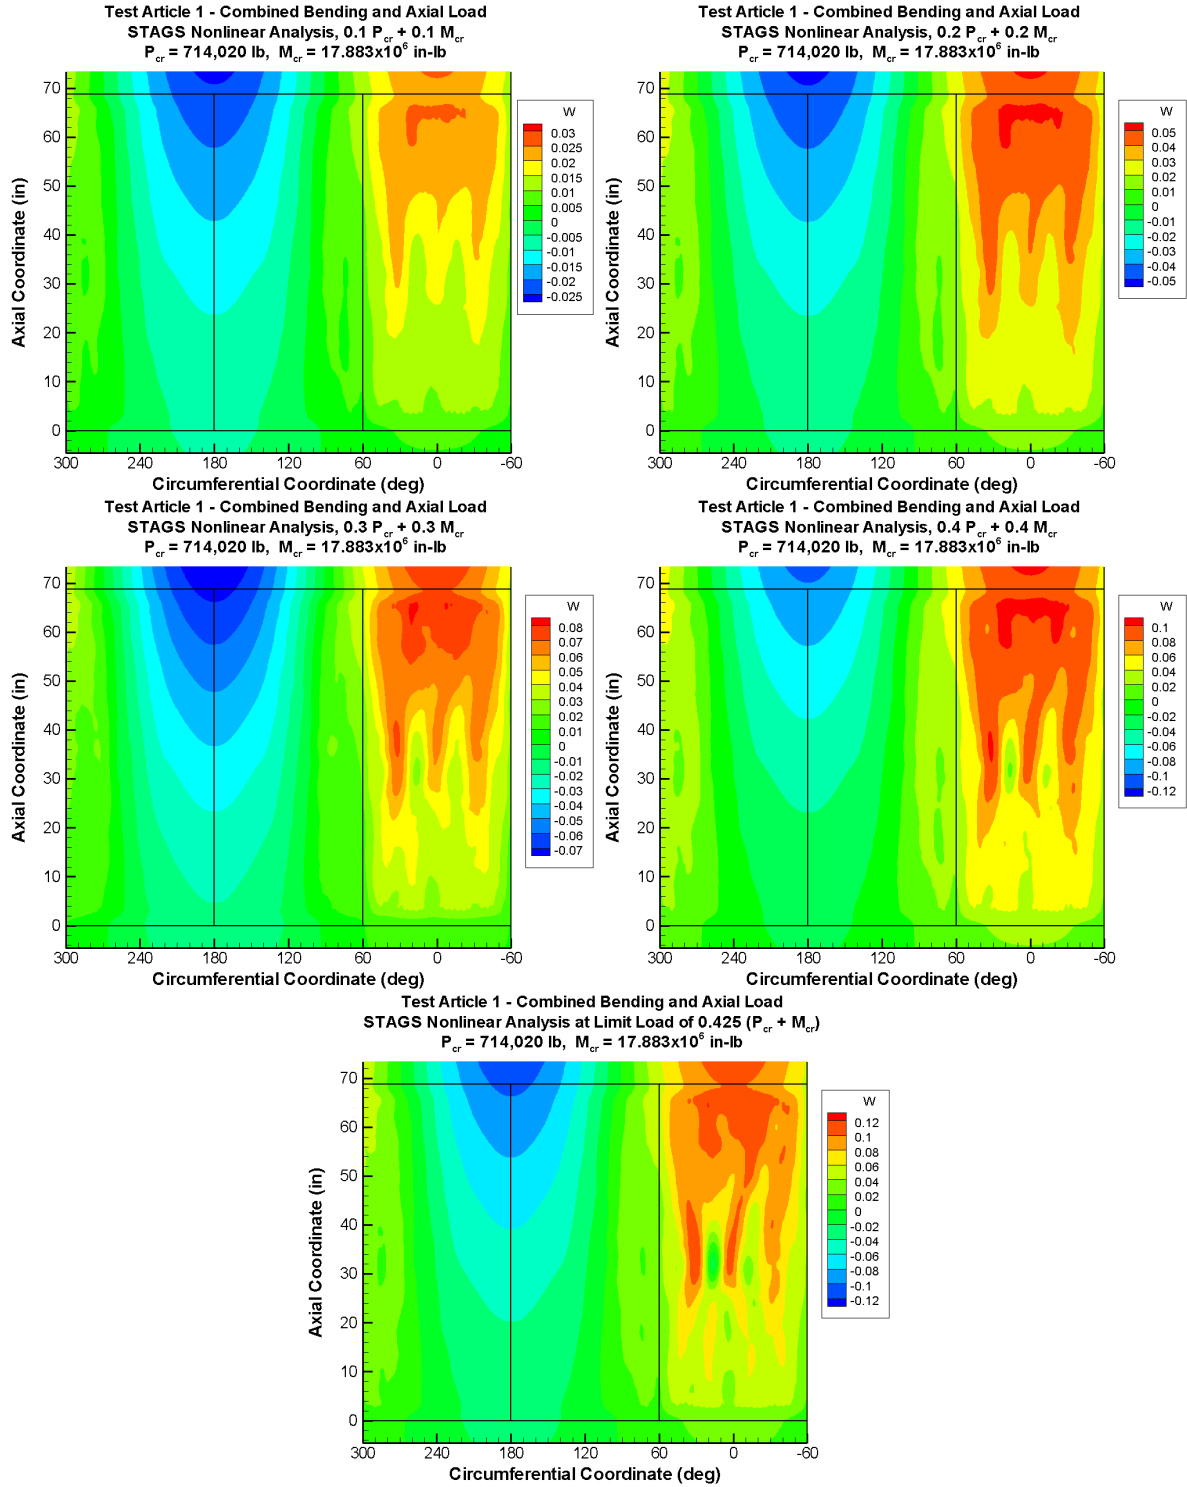 Test Article 1 - Combined Bending and Axial Load
STAGS Nonlinear Analysis, 0.1 Pcr + 0.1 Mcr
Pcr = 714,020 lb, Mcr = 17.883x10^6 in-lb
70
60
50
40
30
20
10
0
Axial Coordinate (in)
300 240 180 120 60 0 -60
Circumferential Coordinate (deg)
W
0.03
0.025
0.02
0.015
0.005
0
-0.005
-0.01
-0.015
-0.02
-0.025
Test Article 1 - Combined Bending and Axial Load
STAGS Nonlinear Analysis, 0.2 Pcr + 0.2 Mcr
Pcr = 714,020 lb, Mcr = 17.883x10^6 in-lb
70
60
50
40
30
20
10
0
Axial Coordinate (in)
300 240 180 120 60 0 -60
Circumferential Coordinate (deg)
W
0.05
0.04
0.03
0.02
0.01
0
-0.01
-0.02
-0.03
-0.04
-0.05
Test Article 1 - Combined Bending and Axial Load
STAGS Nonlinear Analysis, 0.3 Pcr + 0.3 Mcr
Pcr = 714,020 lb, Mcr = 17.883x10^6 in-lb
70
60
50
40
30
20
10
0
Axial Coordinate (in)
300 240 180 120 60 0 -60
Circumferential Coordinate (deg)
W
0.08
0.07
0.06
0.05
0.04
0.03
0.02
0.01
0
-0.01
-0.02
-0.03
-0.04
-0.05
-0.06
-0.07
Test Article 1 - Combined Bending and Axial Load
STAGS Nonlinear Analysis, 0.4 Pcr + 0.4 Mcr
Pcr = 714,020 lb, Mcr = 17.883x10^6 in-lb
70
60
50
40
30
20
10
0
Axial Coordinate (in)
300 240 180 120 60 0 -60
Circumferential Coordinate (deg)
W
0.1
0.08
0.06
0.04
0.02
0
-0.02
-0.04
-0.06
-0.08
-0.1
-0.12
Test Article 1 - Combined Bending and Axial Load
STAGS Nonlinear Analysis at Limit Load of 0.425 (Pcr + Mcr)
Pcr = 714,020 lb, Mcr = 17.883x10^6 in-lb
70
60
50
40
30
20
10
0
Axial Coordinate (in)
300 240 180 120 60 0 -60
Circumferential Coordinate (deg)
W
0.12
0.1
0.08
0.06
0.04
0.02
0
-0.02
-0.04
-0.06
-0.08
-0.1
-0.12